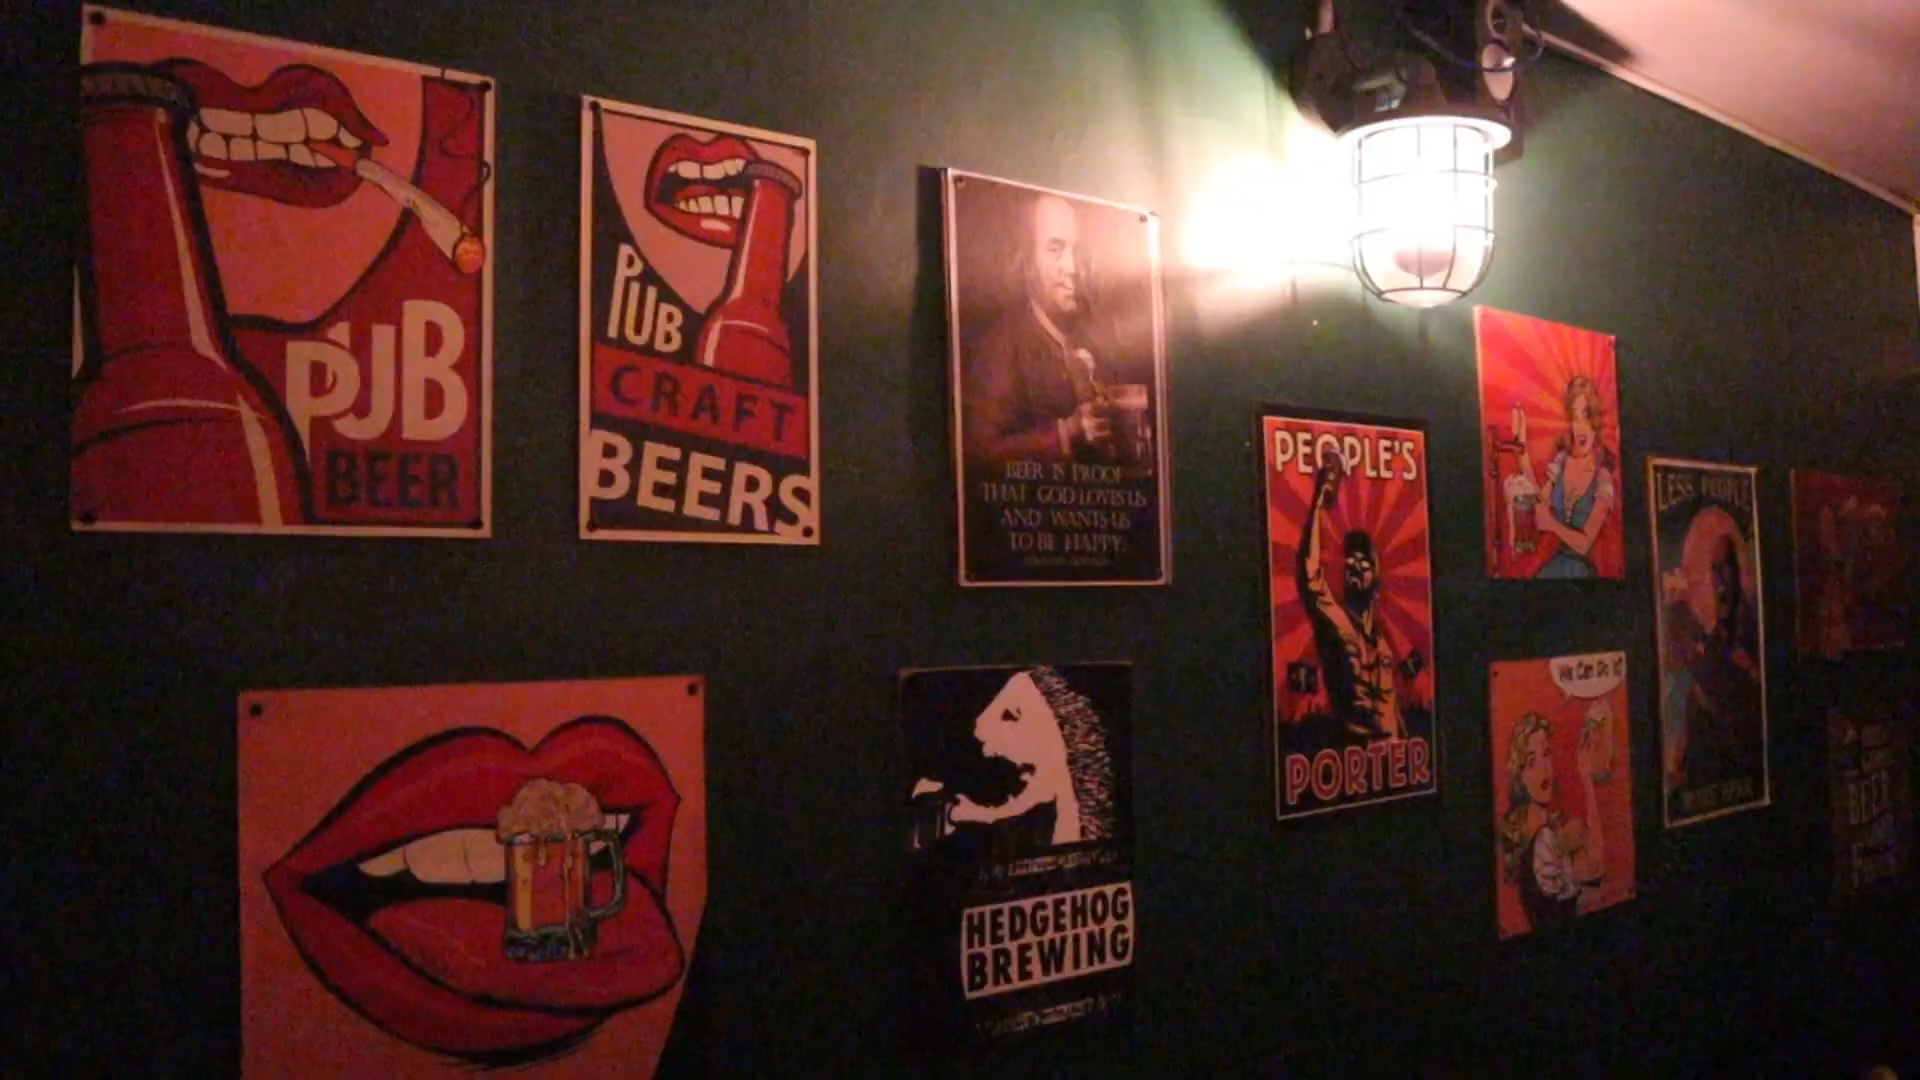 PUB
BEER
PUB
CRAFT
BEERS
BEER IS PROOF
THAT GOD LOVES US
AND WANTS US
TO BE HAPPY.
PEOPLE'S
PORTER
We Can Do It!
LESS PEOPLE
HEDGEHOG
BREWING
BEER